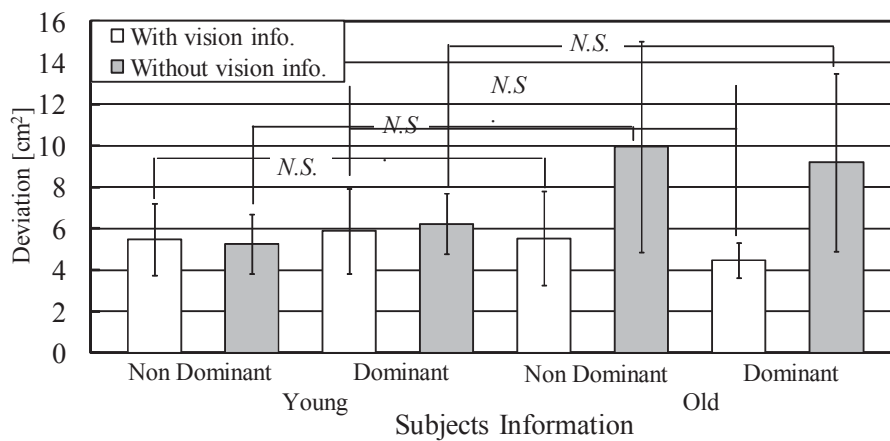 16
14
12
10
8
6
4
2
0
Deviation [cm²]
With vision info.
Without vision info.
N.S.
N.S
.
N.S
.
N.S.
.
Non Dominant
Dominant
Non Dominant
Dominant
Young
Old
Subjects Information